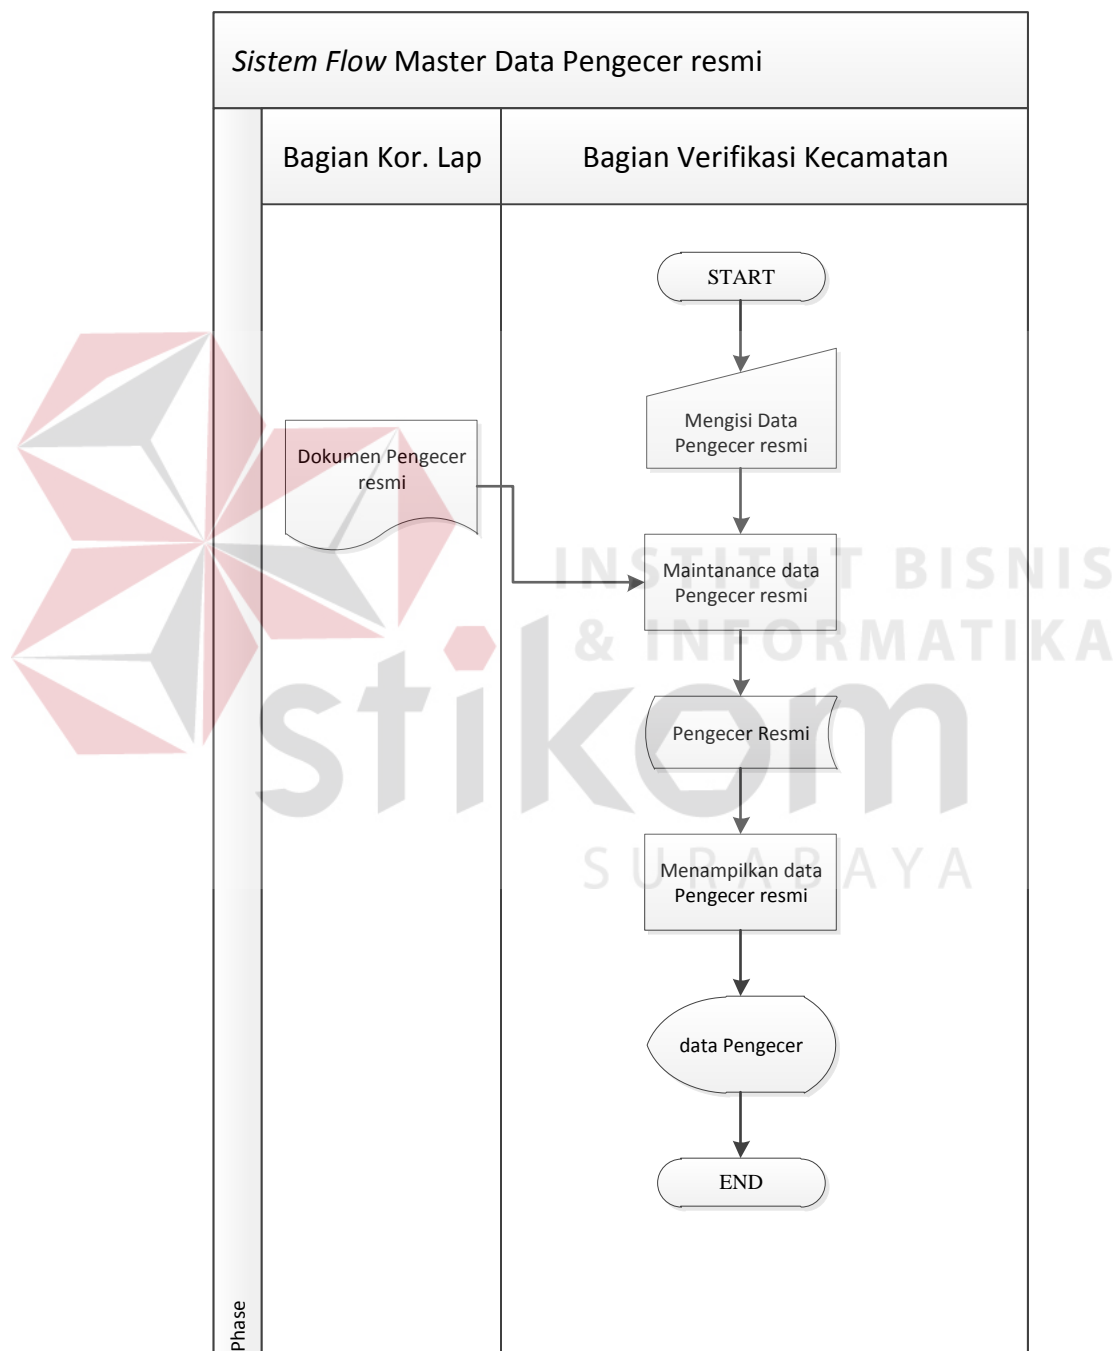 Sistem Flow Master Data Pengecer resmi
Bagian Kor. Lap
Bagian Verifikasi Kecamatan
START
Mengisi Data
Pengecer resmi
Dokumen Pengecer
resmi
Maintanance data
Pengecer resmi
Pengecer Resmi
Menampilkan data
Pengecer resmi
data Pengecer
END
Phase
INSTITUT BISNIS
& INFORMATIKA
stikom
SURABAYA